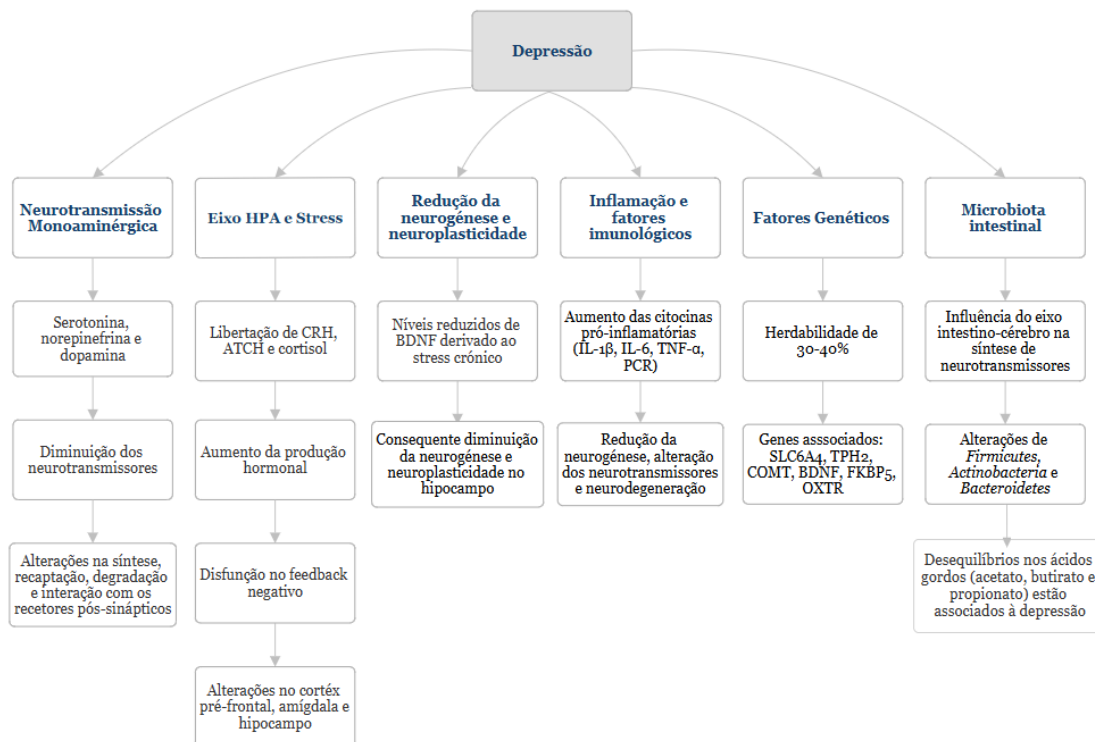 Depressão
Neurotransmissão
Monoaminérgica
Serotonina,
norepinefrina e
dopamina
Diminuição dos
neurotransmissores
Alterações na síntese,
recaptação, degradação
e interação com os
recetores pós-sinápticos
Eixo HPA e Stress
Libertação de CRH,
ATCH e cortisol
Aumento da produção
hormonal
Disfunção no feedback
negativo
Alterações no cortéx
pré-frontal, amígdala e
hipocampo
Redução da
neurogénese e
neuroplasticidade
Níveis reduzidos de
BDNF derivado ao
stress crónico
Consequente diminuição
da neurogénese e
neuroplasticidade no
hipocampo
Inflamação e
fatores
imunológicos
Aumento das citocinas
pró-inflamatórias
(IL-1β, IL-6, TNF-α,
PCR)
Redução da
neurogénese, alteração
dos neurotransmissores
e neurodegeneração
Fatores Genéticos
Herdabilidade de
30-40%
Genes asssociados:
SLC6A4, TPH2,
COMT, BDNF, FKBP5,
OXTR
Microbiota
intestinal
Influência do eixo
intestino-cérebro na
síntese de
neurotransmissores
Alterações de
Firmicutes,
Actinobacteria e
Bacteroidetes
Desequilíbrios nos ácidos
gordos (acetato, butirato e
propionato) estão
associados à depressão